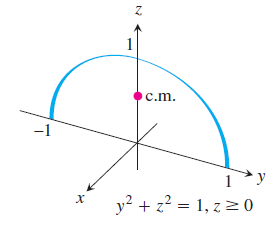 z
1
c.m.
−1
1
y
x
y² + z² = 1, z ≥ 0